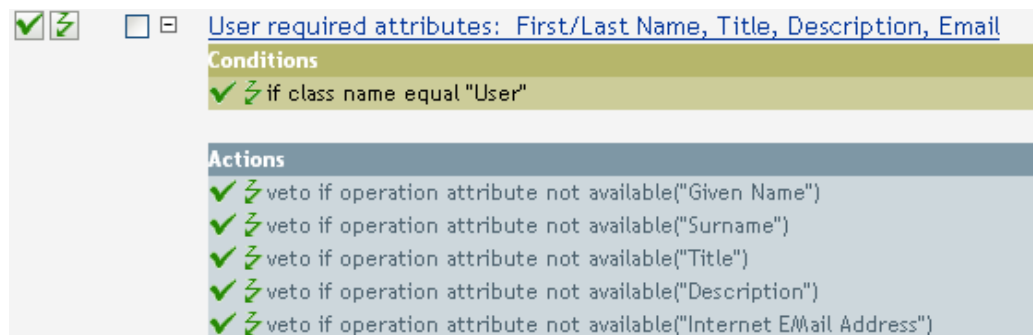 User required attributes: First/Last Name, Title, Description, Email
Conditions
if class name equal "User"
Actions
veto if operation attribute not available("Given Name")
veto if operation attribute not available("Surname")
veto if operation attribute not available("Title")
veto if operation attribute not available("Description")
veto if operation attribute not available("Internet EMail Address")